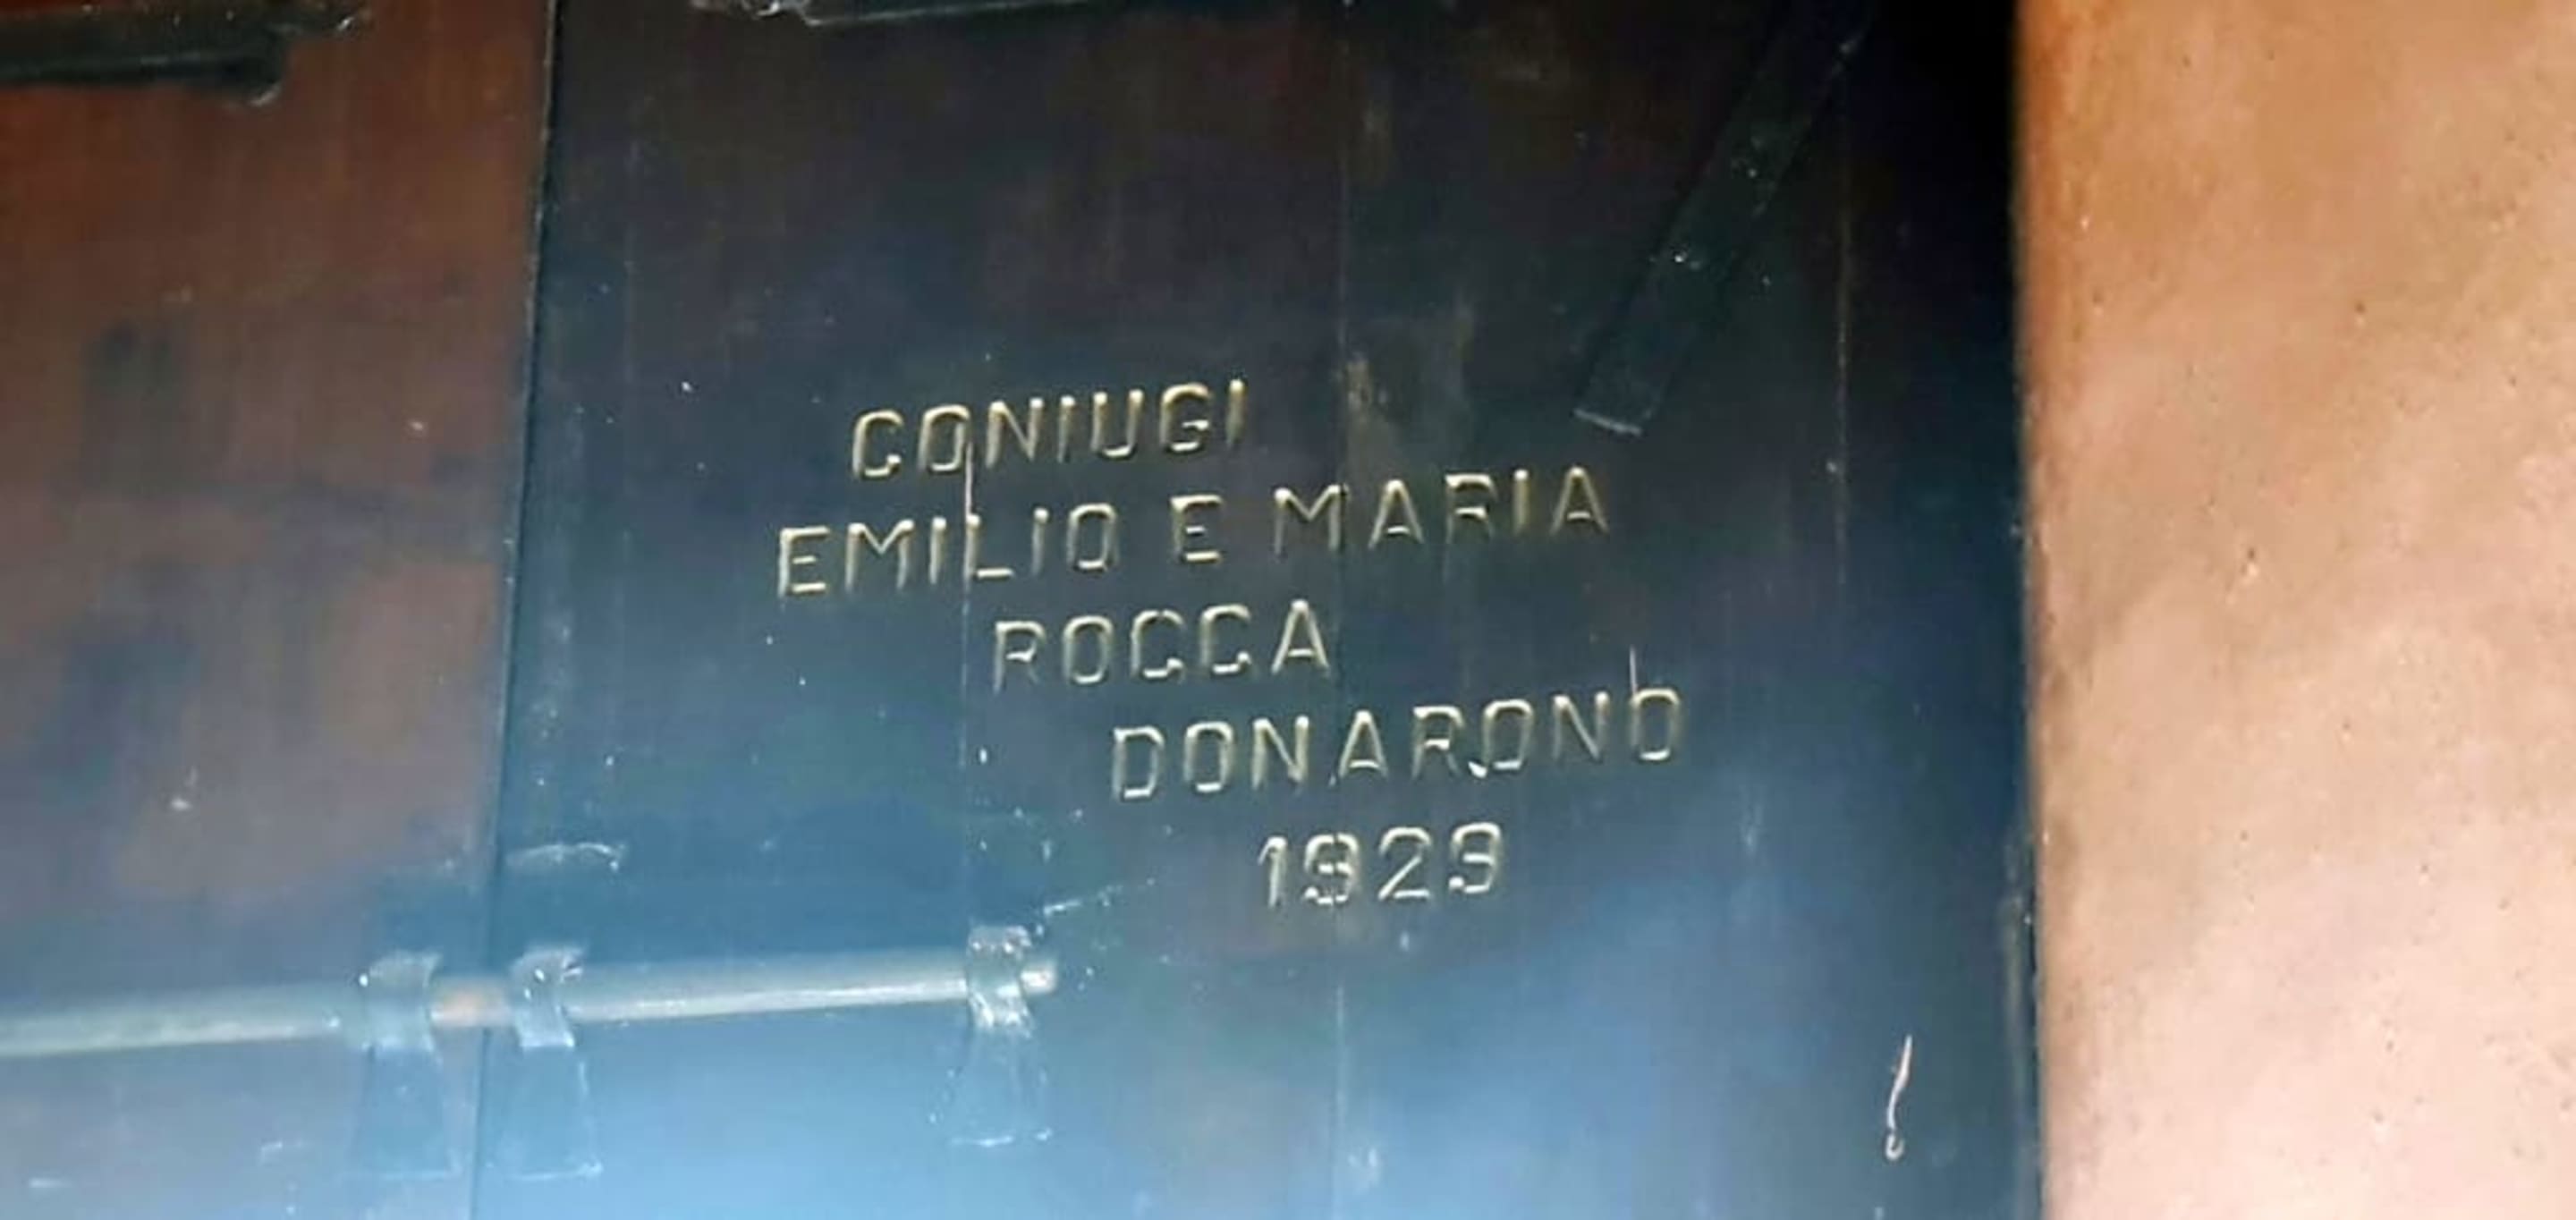 CONIUGI
EMILIO E MARIA
ROCCA
DONARONO
1929